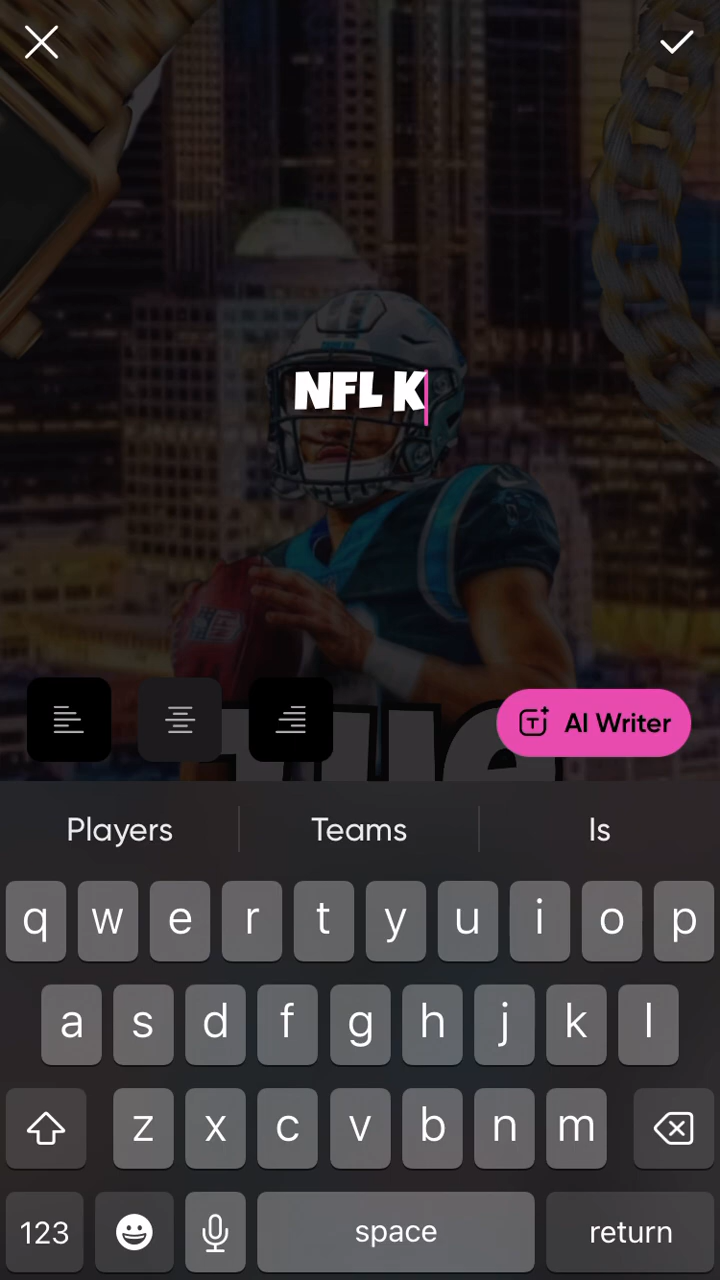 NFL K
AI Writer
Players Teams Is
q w e r t y u i o p
a s d f g h j k l
z x c v b n m
123 space return